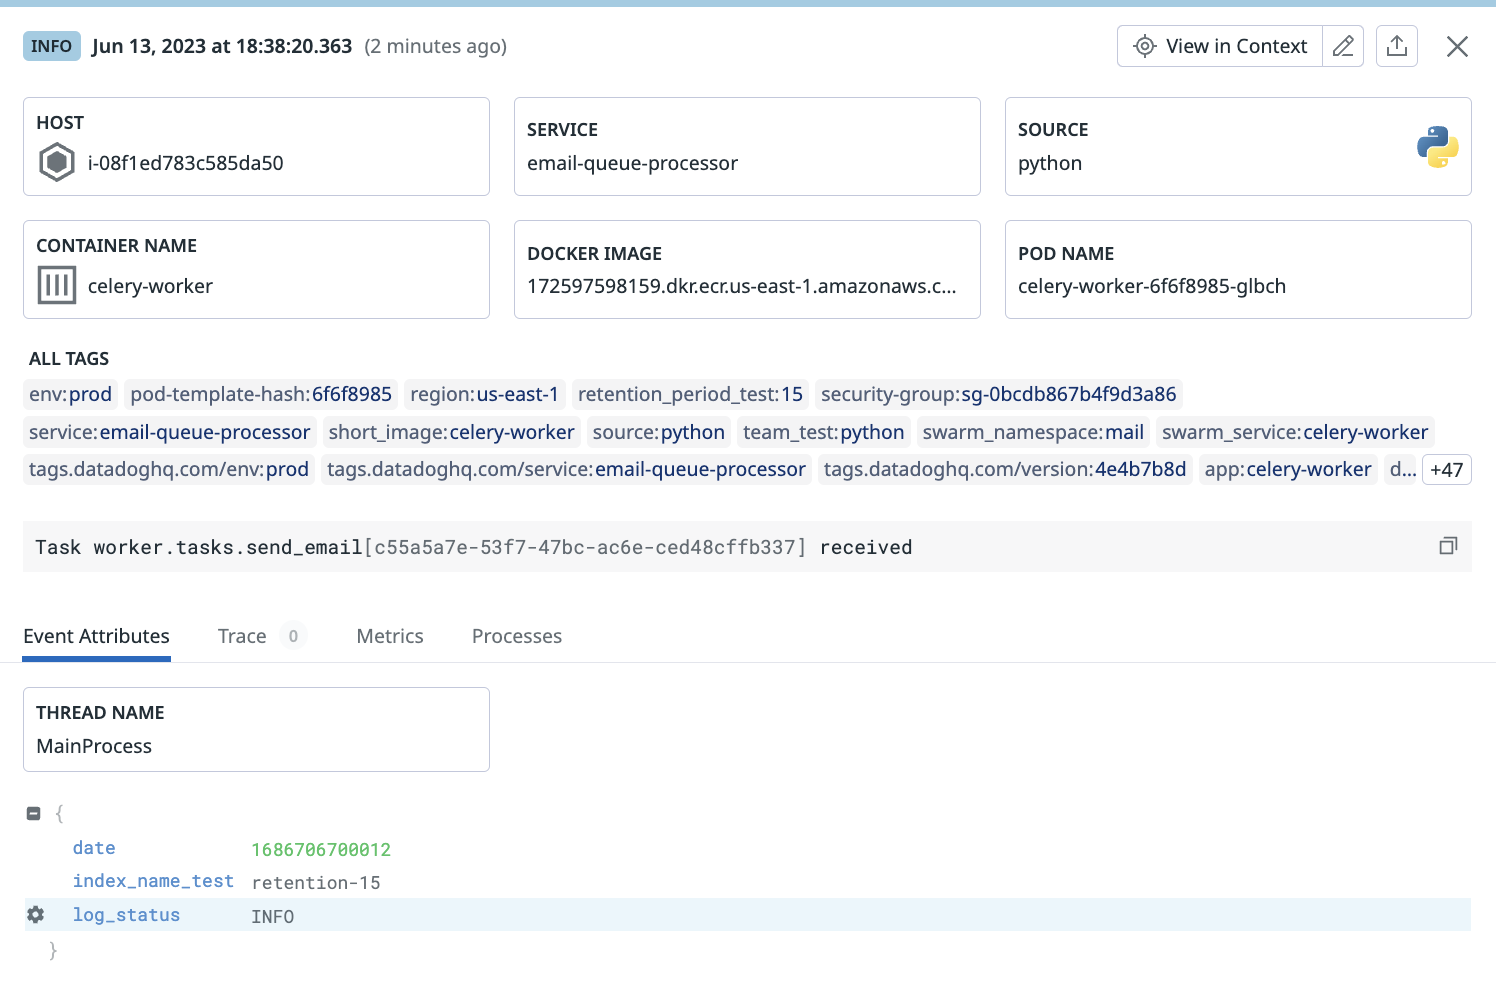 INFO Jun 13, 2023 at 18:38:20.363 (2 minutes ago) View in Context
HOST
i-08f1ed783c585da50
SERVICE
email-queue-processor
SOURCE
python
CONTAINER NAME
celery-worker
DOCKER IMAGE
172597598159.dkr.ecr.us-east-1.amazonaws.c...
POD NAME
celery-worker-6f6f8985-glbch
ALL TAGS
env:prod pod-template-hash:6f6f8985 region:us-east-1 retention_period_test:15 security-group:sg-0bcdb867b4f9d3a86
service:email-queue-processor short_image:celery-worker source:python team_test:python swarm_namespace:mail swarm_service:celery-worker
tags.datadoghq.com/env:prod tags.datadoghq.com/service:email-queue-processor tags.datadoghq.com/version:4e4b7b8d app:celery-worker d... +47
Task worker.tasks.send_email[c55a5a7e-53f7-47bc-ac6e-ced48cffb337] received
Event Attributes Trace 0 Metrics Processes
THREAD NAME
MainProcess
{
date 1686706700012
index_name_test retention-15
log_status INFO
}